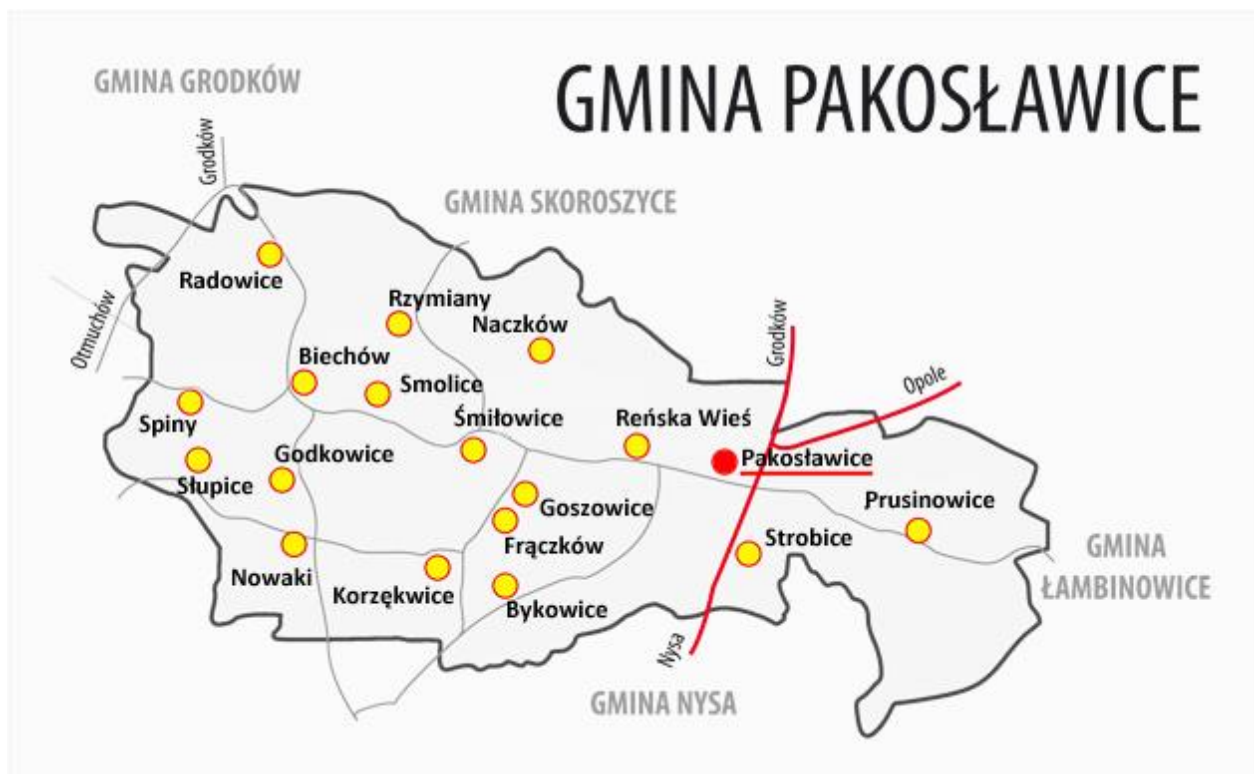 GMINA PAKOSŁAWICE
GMINA GRODKÓW
Grodków
GMINA SKOROSZYCE
Radowice
Otmuchów
Rzymiany
Naczków
Grodków
Biechów
Smolice
Opole
Spiny
Śmiłowice
Reńska Wieś
Godkowice
Pakosławice
Słupice
Goszowice
Prusinowice
Frączków
Strobice
GMINA
ŁAMBINOWICE
Nowaki
Korzękwice
Bykowice
Nysa
GMINA NYSA